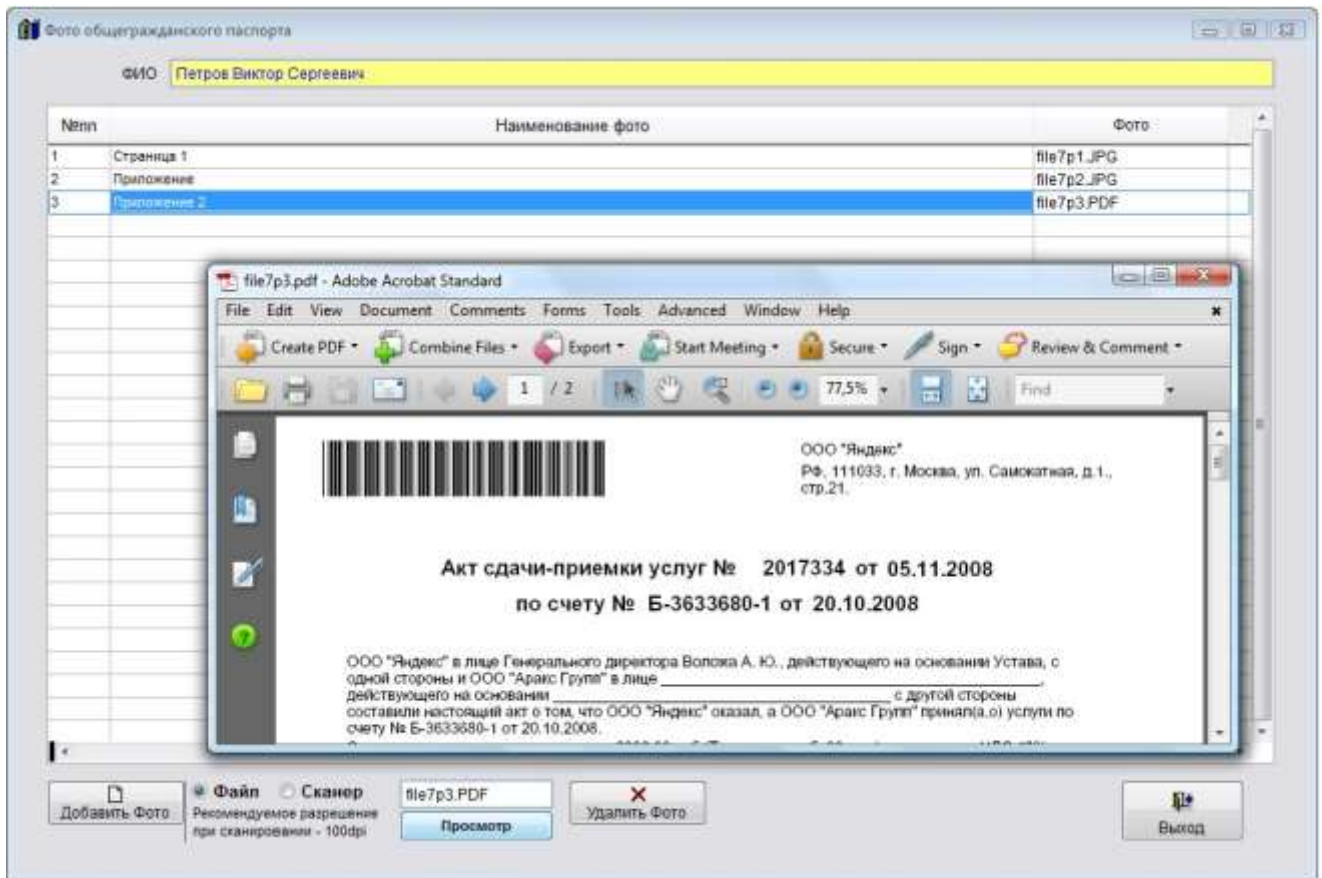 Фото общегражданского паспорта
ФИО Петров Виктор Сергеевич
№пп Наименование фото Фото
1 Страница 1 file7p1.JPG
2 Приложение file7p2.JPG
3 Приложение 2 file7p3.PDF
file7p3.pdf - Adobe Acrobat Standard
File Edit View Document Comments Forms Tools Advanced Window Help
Create PDF Combine Files Export Start Meeting Secure Sign Review & Comment
1 / 2 77,5% Find
ООО "Яндекс"
РФ, 111033, г. Москва, ул. Самокатная, д.1.,
стр.21.
Акт сдачи-приемки услуг № 2017334 от 05.11.2008
по счету № Б-3633680-1 от 20.10.2008
ООО "Яндекс" в лице Генерального директора Воложа А. Ю., действующего на основании Устава, с
одной стороны и ООО "Аракс Групп" в лице ,
действующего на основании с другой стороны
составили настоящий акт о том, что ООО "Яндекс" оказал, а ООО "Аракс Групп" принял(а,о) услуги по
счету № Б-3633680-1 от 20.10.2008.
Добавить Фото
Файл Сканер
Рекомендуемое разрешение
при сканировании - 100dpi
file7p3.PDF
Просмотр
Удалить Фото
Выход